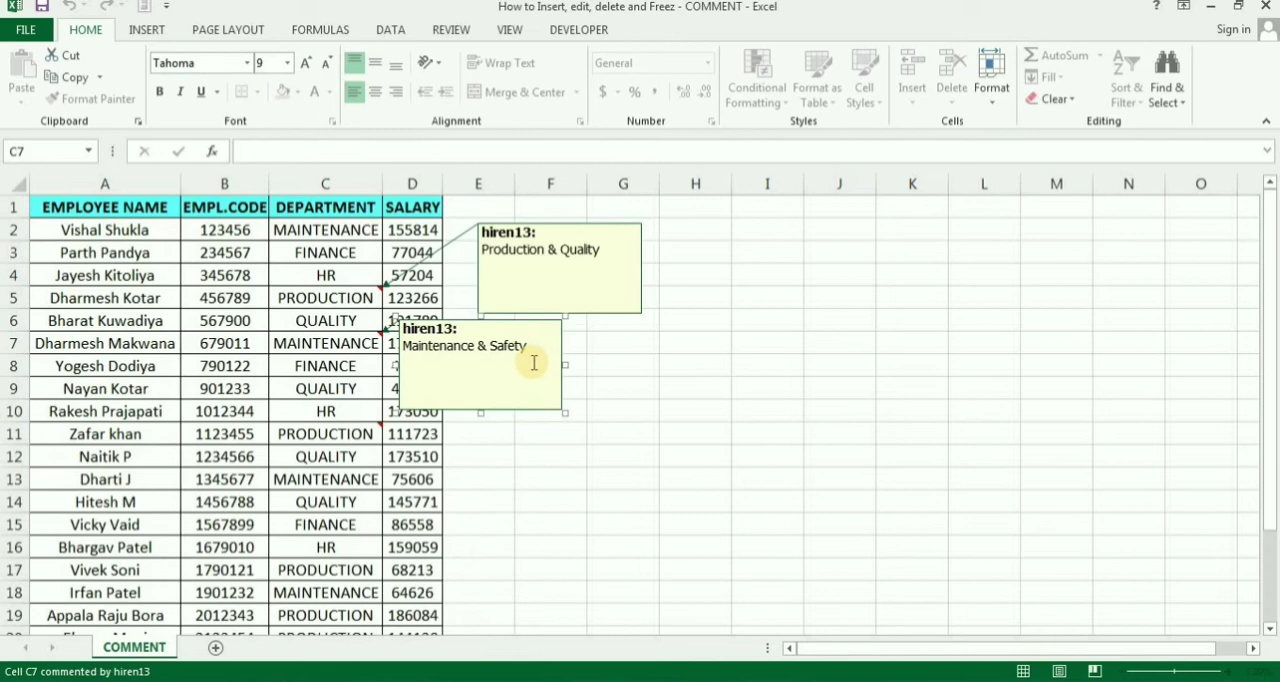 How to Insert, edit, delete and Freez - COMMENT - Excel
FILE HOME INSERT PAGE LAYOUT FORMULAS DATA REVIEW VIEW DEVELOPER Sign in
Cut
Copy
Format Painter
Paste
Clipboard
Tahoma 9
B I U
Font
Wrap Text
Merge & Center
Alignment
General
$ % ,
Number
Conditional Formatting
Format as Table
Cell Styles
Styles
Insert Delete Format
Cells
AutoSum
Fill
Clear
Sort & Filter
Find & Select
Editing
C7 fx
A B C D E F G H I J K L M N O
1 EMPLOYEE NAME EMPL.CODE DEPARTMENT SALARY
2 Vishal Shukla 123456 MAINTENANCE 155814
3 Parth Pandya 234567 FINANCE 77044
4 Jayesh Kitoliya 345678 HR 57204
5 Dharmesh Kotar 456789 PRODUCTION 123266
6 Bharat Kuwadiya 567900 QUALITY
7 Dharmesh Makwana 679011 MAINTENANCE
8 Yogesh Dodiya 790122 FINANCE
9 Nayan Kotar 901233 QUALITY
10 Rakesh Prajapati 1012344 HR 173050
11 Zafar khan 1123455 PRODUCTION 111723
12 Naitik P 1234566 QUALITY 173510
13 Dharti J 1345677 MAINTENANCE 75606
14 Hitesh M 1456788 QUALITY 145771
15 Vicky Vaid 1567899 FINANCE 86558
16 Bhargav Patel 1679010 HR 159059
17 Vivek Soni 1790121 PRODUCTION 68213
18 Irfan Patel 1901232 MAINTENANCE 64626
19 Appala Raju Bora 2012343 PRODUCTION 186084
hiren13:
Production & Quality
hiren13:
Maintenance & Safety
COMMENT
Cell C7 commented by hiren13